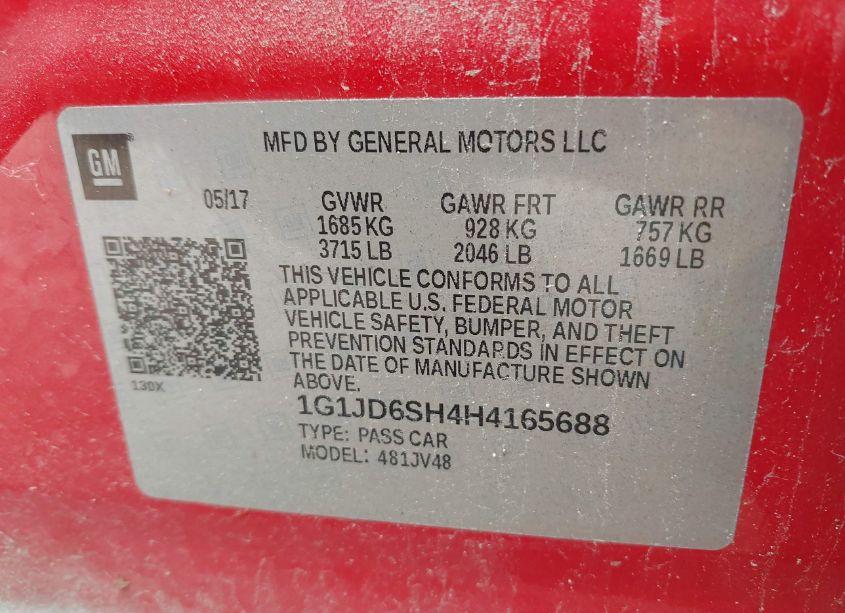 GM
MFD BY GENERAL MOTORS LLC
05/17 GVWR GAWR FRT GAWR RR
1685 KG 928 KG 757 KG
3715 LB 2046 LB 1669 LB
THIS VEHICLE CONFORMS TO ALL
APPLICABLE U.S. FEDERAL MOTOR
VEHICLE SAFETY, BUMPER, AND THEFT
PREVENTION STANDARDS IN EFFECT ON
THE DATE OF MANUFACTURE SHOWN
ABOVE.
130X
1G1JD6SH4H4165688
TYPE: PASS CAR
MODEL: 481JV48